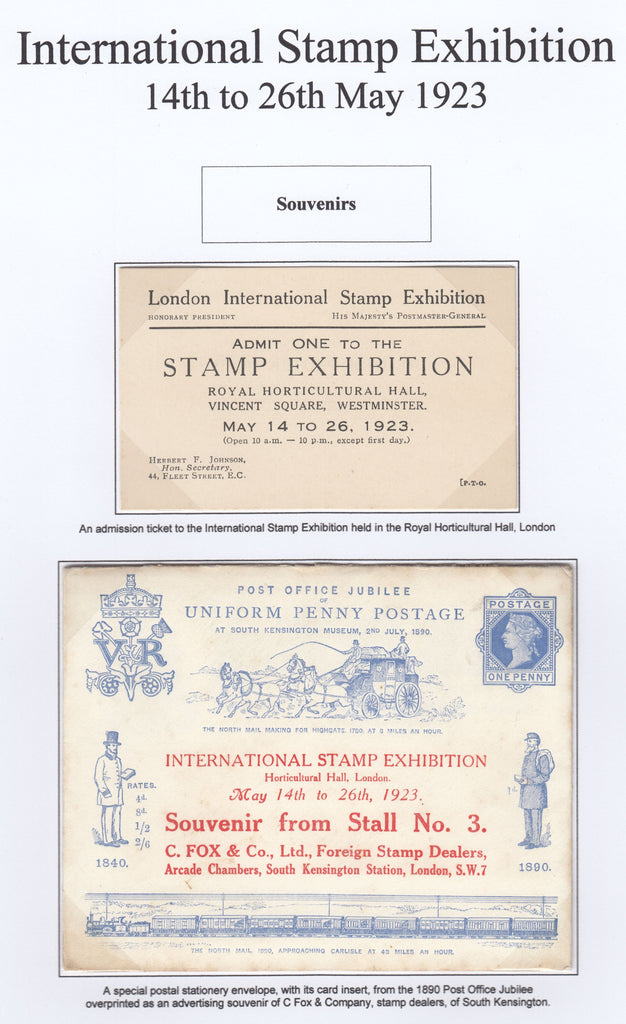 International Stamp Exhibition
14th to 26th May 1923
Souvenirs
London International Stamp Exhibition
HONORARY PRESIDENT HIS MAJESTY'S POSTMASTER-GENERAL
ADMIT ONE TO THE
STAMP EXHIBITION
ROYAL HORTICULTURAL HALL,
VINCENT SQUARE, WESTMINSTER.
MAY 14 TO 26, 1923.
(Open 10 a.m. — 10 p.m., except first day.)
HERBERT F. JOHNSON,
Hon. Secretary,
44, FLEET STREET, E.C.
[P.T.O.
An admission ticket to the International Stamp Exhibition held in the Royal Horticultural Hall, London
POST OFFICE JUBILEE
OF
UNIFORM PENNY POSTAGE
AT SOUTH KENSINGTON MUSEUM, 2ND JULY, 1890.
VR
POSTAGE
ONE PENNY
THE NORTH MAIL MAKING FOR HIGHGATE, 1790, AT 8 MILES AN HOUR.
INTERNATIONAL STAMP EXHIBITION
Horticultural Hall, London.
May 14th to 26th, 1923.
Souvenir from Stall No. 3.
C. FOX & Co., Ltd., Foreign Stamp Dealers,
Arcade Chambers, South Kensington Station, London, S.W.7
RATES.
4d.
8d.
1/2
2/6
1840.
1d.
1890.
THE NORTH MAIL, 1890, APPROACHING CARLISLE AT 48 MILES AN HOUR.
A special postal stationery envelope, with its card insert, from the 1890 Post Office Jubilee
overprinted as an advertising souvenir of C Fox & Company, stamp dealers, of South Kensington.